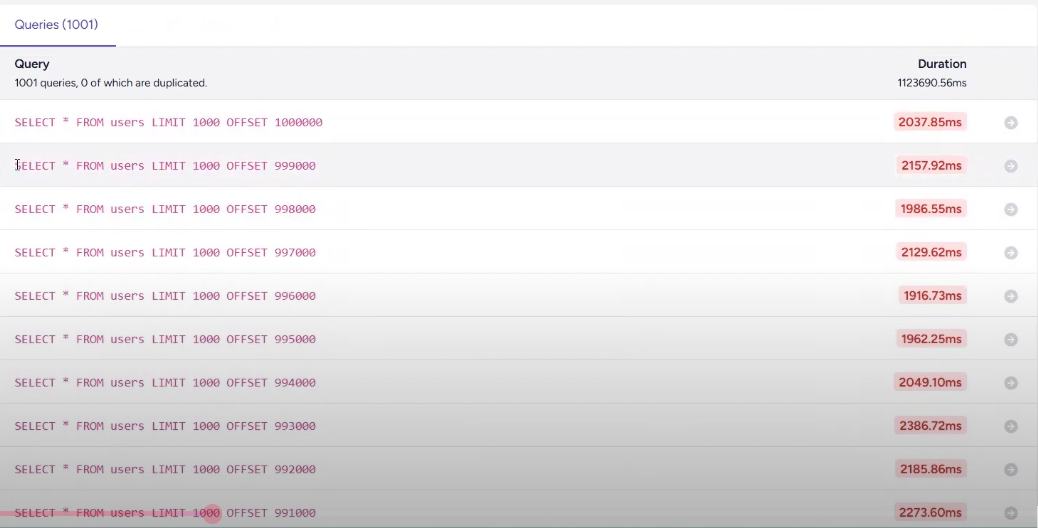 Queries (1001)
Query Duration
1001 queries, 0 of which are duplicated. 1123690.56ms
SELECT * FROM users LIMIT 1000 OFFSET 1000000 2037.85ms
SELECT * FROM users LIMIT 1000 OFFSET 999000 2157.92ms
SELECT * FROM users LIMIT 1000 OFFSET 998000 1986.55ms
SELECT * FROM users LIMIT 1000 OFFSET 997000 2129.62ms
SELECT * FROM users LIMIT 1000 OFFSET 996000 1916.73ms
SELECT * FROM users LIMIT 1000 OFFSET 995000 1962.25ms
SELECT * FROM users LIMIT 1000 OFFSET 994000 2049.10ms
SELECT * FROM users LIMIT 1000 OFFSET 993000 2386.72ms
SELECT * FROM users LIMIT 1000 OFFSET 992000 2185.86ms
SELECT * FROM users LIMIT 1000 OFFSET 991000 2273.60ms